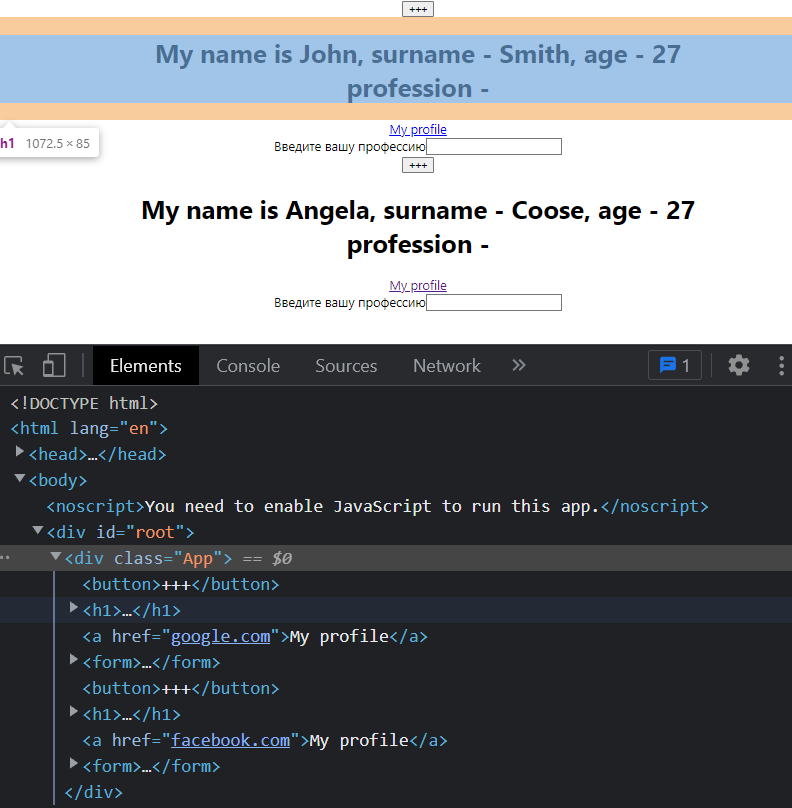 +++
My name is John, surname - Smith, age - 27
profession -
h1 1072.5 × 85
My profile
Введите вашу профессию
+++
My name is Angela, surname - Coose, age - 27
profession -
My profile
Введите вашу профессию
Elements Console Sources Network » 1
<!DOCTYPE html>
<html lang="en">
<head>…</head>
<body>
<noscript>You need to enable JavaScript to run this app.</noscript>
<div id="root">
<div class="App"> == $0
<button>+++</button>
<h1>…</h1>
<a href="google.com">My profile</a>
<form>…</form>
<button>+++</button>
<h1>…</h1>
<a href="facebook.com">My profile</a>
<form>…</form>
</div>